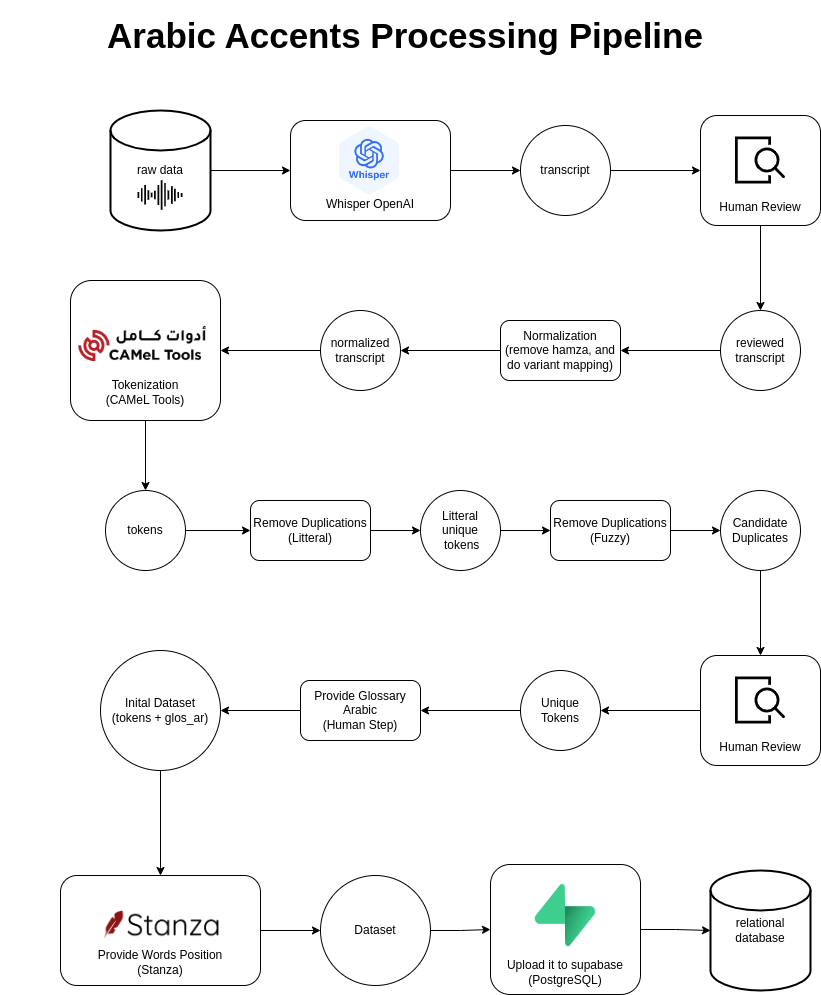 Arabic Accents Processing Pipeline
raw data
Whisper
Whisper OpenAI
transcript
Human Review
أدوات كامل
CAMeL Tools
Tokenization
(CAMeL Tools)
normalized
transcript
Normalization
(remove hamza, and
do variant mapping)
reviewed
transcript
tokens
Remove Duplications
(Litteral)
Litteral
unique
tokens
Remove Duplications
(Fuzzy)
Candidate
Duplicates
Inital Dataset
(tokens + glos_ar)
Provide Glossary
Arabic
(Human Step)
Unique
Tokens
Human Review
Stanza
Provide Words Position
(Stanza)
Dataset
Upload it to supabase
(PostgreSQL)
relational
database